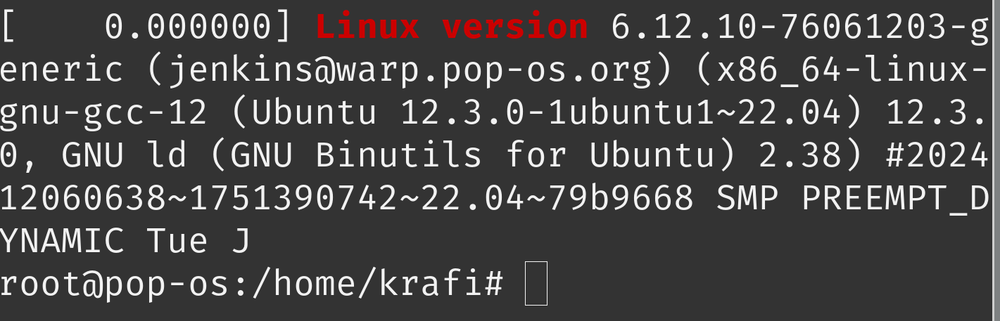 [    0.000000] Linux version 6.12.10-76061203-g
eneric (jenkins@warp.pop-os.org) (x86_64-linux-
gnu-gcc-12 (Ubuntu 12.3.0-1ubuntu1~22.04) 12.3.
0, GNU ld (GNU Binutils for Ubuntu) 2.38) #2024
12060638~1751390742~22.04~79b9668 SMP PREEMPT_D
YNAMIC Tue J
root@pop-os:/home/krafi#